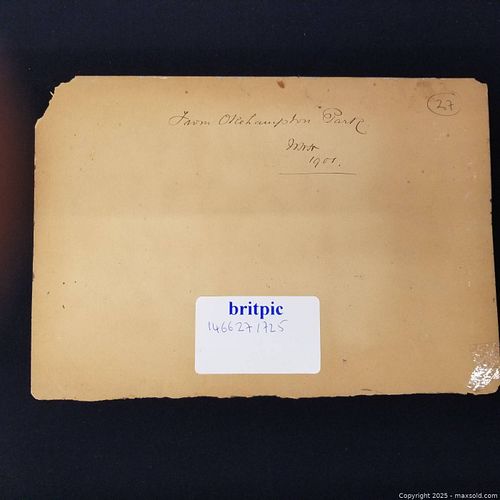 27
From Okehampton Park
1901.
britpic
1466271725
Copyright 2025 - maxsold.com